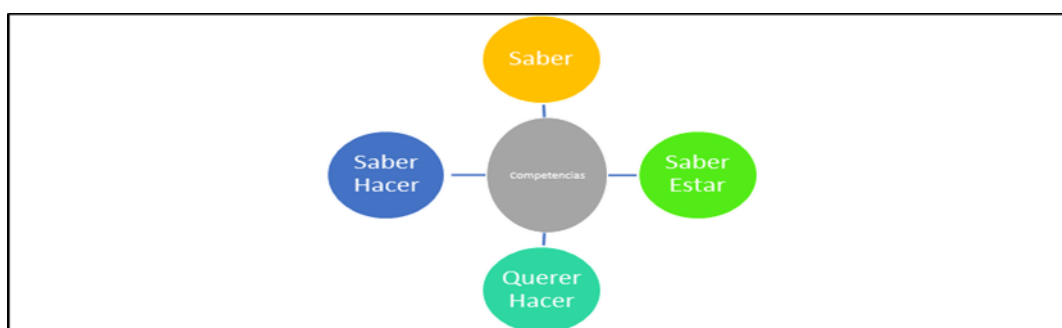 Saber
Saber
Hacer
Competencias
Saber
Estar
Querer
Hacer